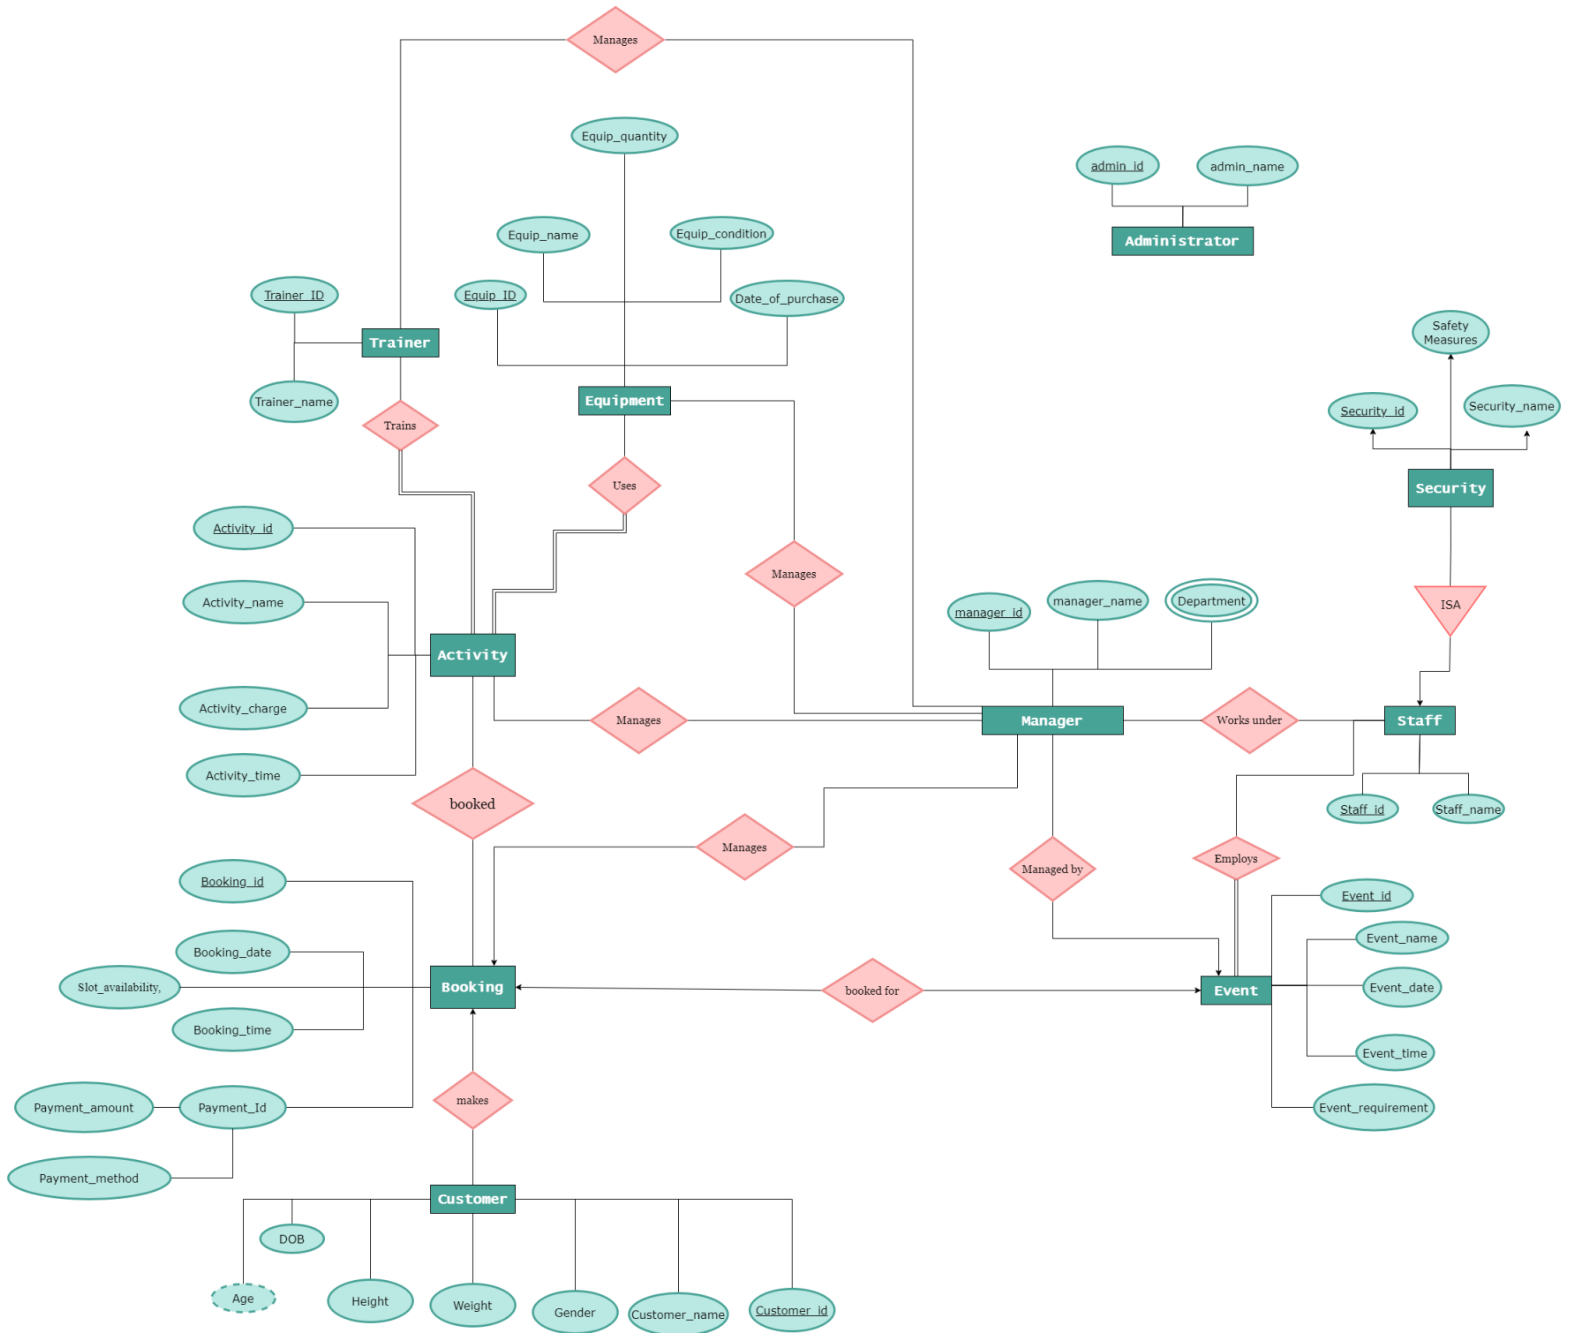 Manages
Equip_quantity
admin_id
admin_name
Equip_name
Equip_condition
Administrator
Trainer_ID
Equip_ID
Date_of_purchase
Safety
Measures
Trainer
Trainer_name
Equipment
Security_id
Security_name
Trains
Uses
Security
Activity_id
Manages
Activity_name
manager_id
manager_name
Department
ISA
Activity
Activity_charge
Manages
Manager
Works under
Staff
Activity_time
booked
Staff_id
Staff_name
Manages
Managed by
Employs
Booking_id
Event_id
Booking_date
Event_name
Slot_availability,
Booking
booked for
Event
Event_date
Booking_time
Event_time
Payment_amount
Payment_Id
makes
Event_requirement
Payment_method
Customer
DOB
Age
Height
Weight
Gender
Customer_name
Customer_id